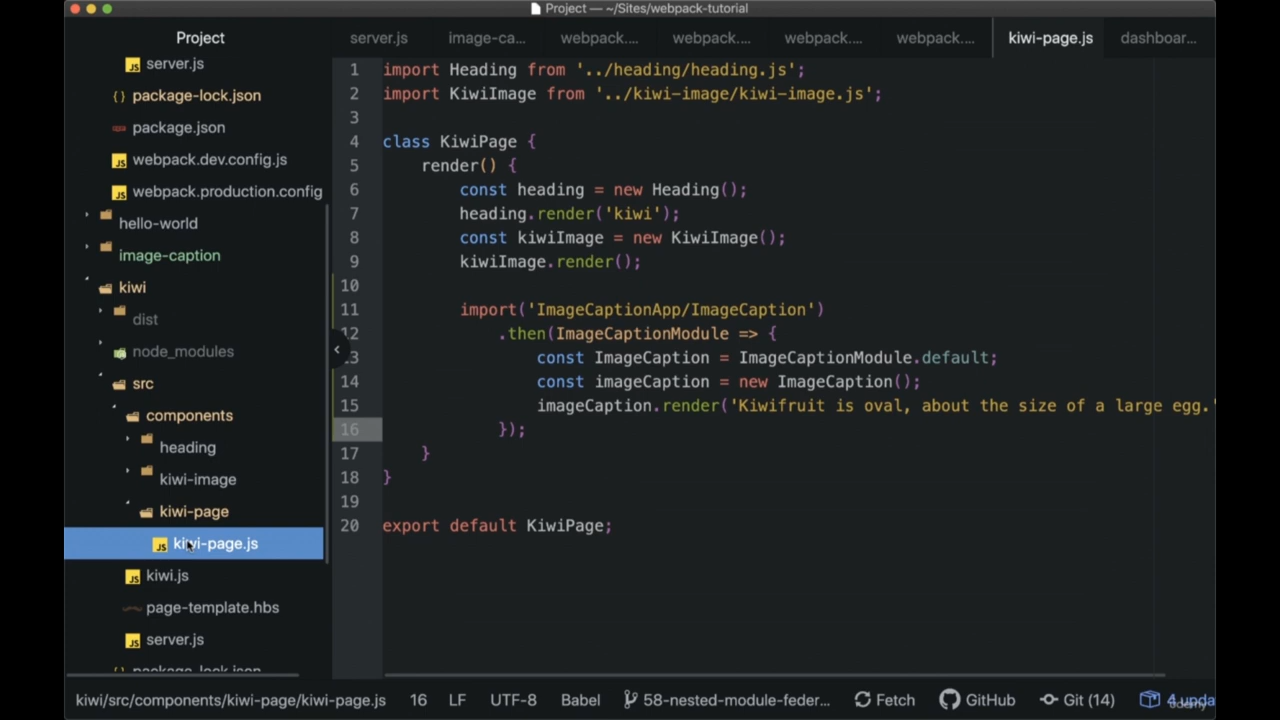 Project — ~/Sites/webpack-tutorial
Project
server.js
image-ca...
webpack....
webpack....
webpack....
webpack....
kiwi-page.js
dashboar...
server.js
package-lock.json
package.json
webpack.dev.config.js
webpack.production.config
hello-world
image-caption
kiwi
dist
node_modules
src
components
heading
kiwi-image
kiwi-page
kiwi-page.js
kiwi.js
page-template.hbs
server.js
package-lock.json
1 import Heading from '../heading/heading.js';
2 import KiwiImage from '../kiwi-image/kiwi-image.js';
3
4 class KiwiPage {
5 render() {
6 const heading = new Heading();
7 heading.render('kiwi');
8 const kiwiImage = new KiwiImage();
9 kiwiImage.render();
10
11 import('ImageCaptionApp/ImageCaption')
12 .then(ImageCaptionModule => {
13 const ImageCaption = ImageCaptionModule.default;
14 const imageCaption = new ImageCaption();
15 imageCaption.render('Kiwifruit is oval, about the size of a large egg.'
16 });
17 }
18 }
19
20 export default KiwiPage;
kiwi/src/components/kiwi-page/kiwi-page.js 16 LF UTF-8 Babel 58-nested-module-feder... Fetch GitHub Git (14) 4 upda